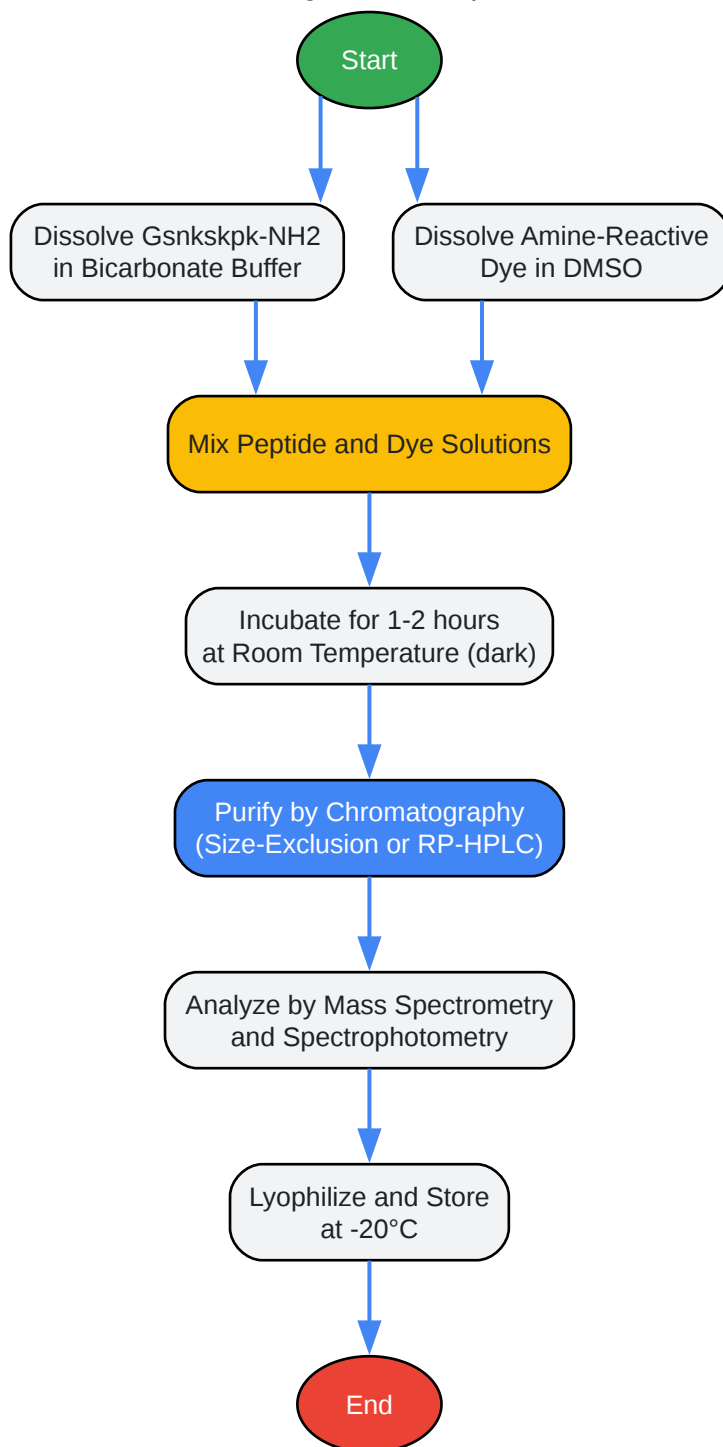 Start
Dissolve Gsnkskpk-NH2
in Bicarbonate Buffer
Dissolve Amine-Reactive
Dye in DMSO
Mix Peptide and Dye Solutions
Incubate for 1-2 hours
at Room Temperature (dark)
Purify by Chromatography
(Size-Exclusion or RP-HPLC)
Analyze by Mass Spectrometry
and Spectrophotometry
Lyophilize and Store
at -20°C
End